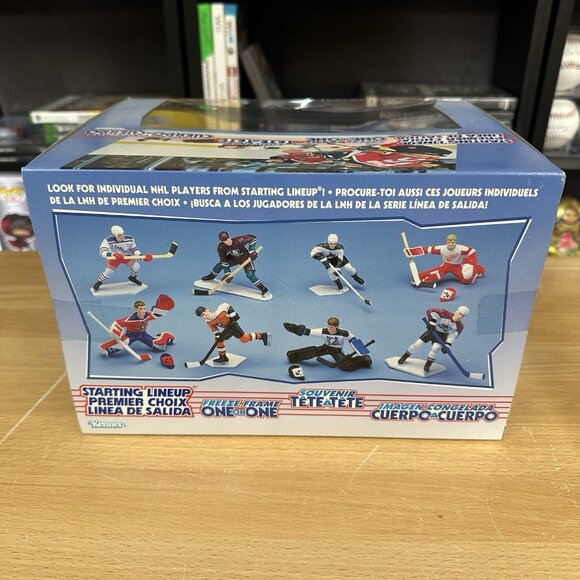 LOOK FOR INDIVIDUAL NHL PLAYERS FROM STARTING LINEUP®! • PROCURE-TOI AUSSI CES JOUEURS INDIVIDUELS
DE LA LNH DE PREMIER CHOIX • ¡BUSCA A LOS JUGADORES DE LA LNH DE LA SERIE LÍNEA DE SALIDA!
STARTING LINEUP
PREMIER CHOIX
LINEA DE SALIDA
Kenner
FREEZE FRAME
ONE ON ONE
SOUVENIR
TÊTE À TÊTE
IMAGEN CONGELADA
CUERPO A CUERPO